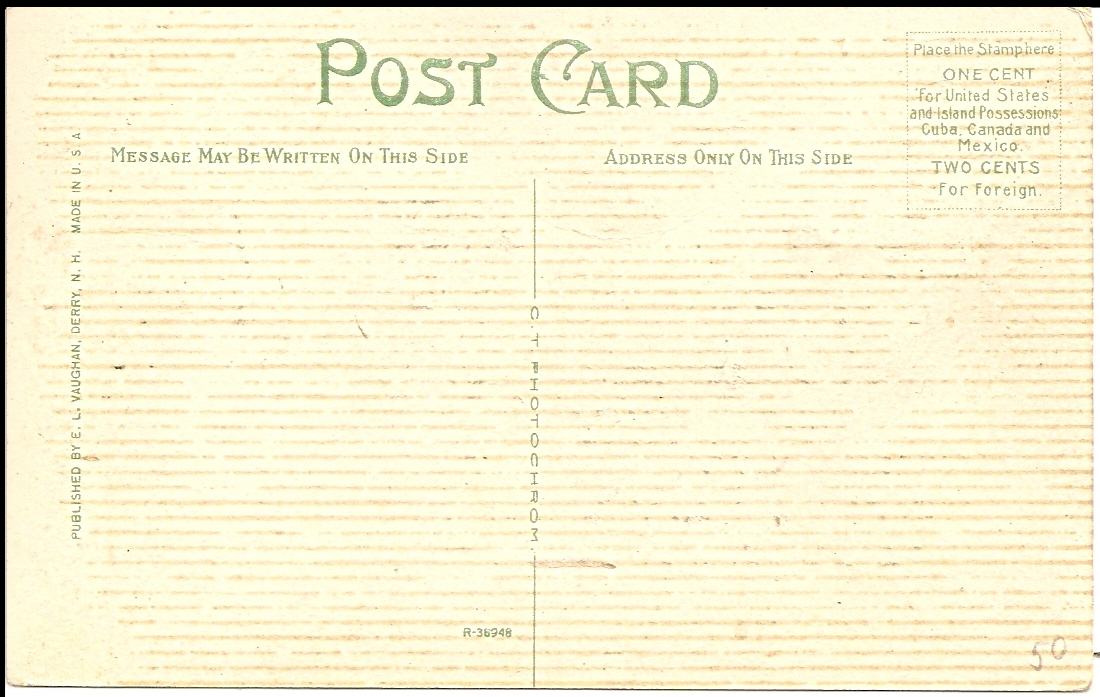 POST CARD
Place the Stamp here
ONE CENT
for United States
and Island Possessions
Cuba, Canada and
Mexico.
TWO CENTS
For Foreign.
MESSAGE MAY BE WRITTEN ON THIS SIDE
ADDRESS ONLY ON THIS SIDE
PUBLISHED BY E. L. VAUGHAN, DERRY, N. H. MADE IN U. S. A
C. T. PHOTOCHROM
R-36948
50